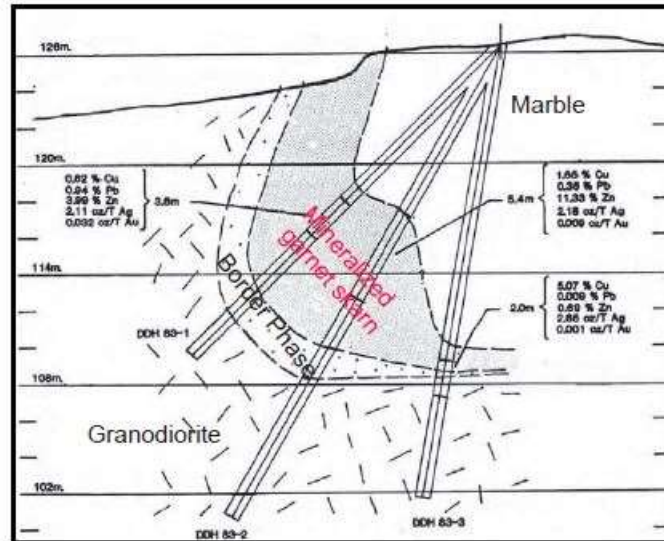 126m.
Marble
120m.
0.62 % Cu
0.94 % Pb
3.99 % Zn
2.11 oz/T Ag
0.032 oz/T Au
3.8m
1.66 % Cu
0.36 % Pb
11.33 % Zn
2.18 oz/T Ag
0.009 oz/T Au
5.4m
Mineralized
garnet skarn
114m.
Border Phase
5.07 % Cu
0.009 % Pb
0.69 % Zn
2.86 oz/T Ag
0.001 oz/T Au
2.0m
DDH 83-1
108m.
Granodiorite
102m.
DDH 83-2
DDH 83-3